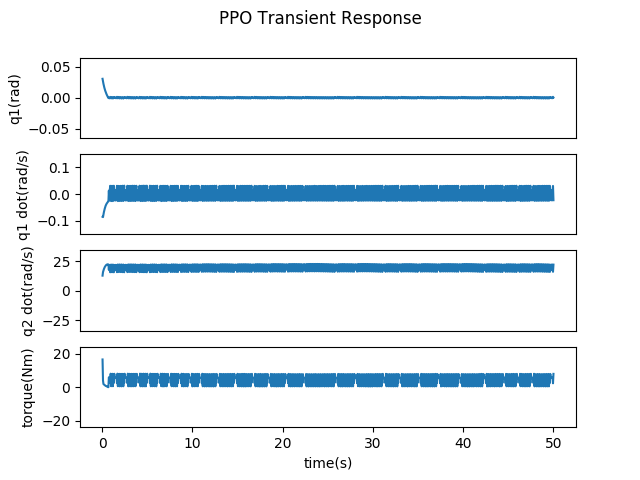 PPO Transient Response
q1(rad)
0.05
0.00
−0.05
q1 dot(rad/s)
0.1
0.0
−0.1
q2 dot(rad/s)
25
0
−25
torque(Nm)
20
0
−20
0 10 20 30 40 50
time(s)